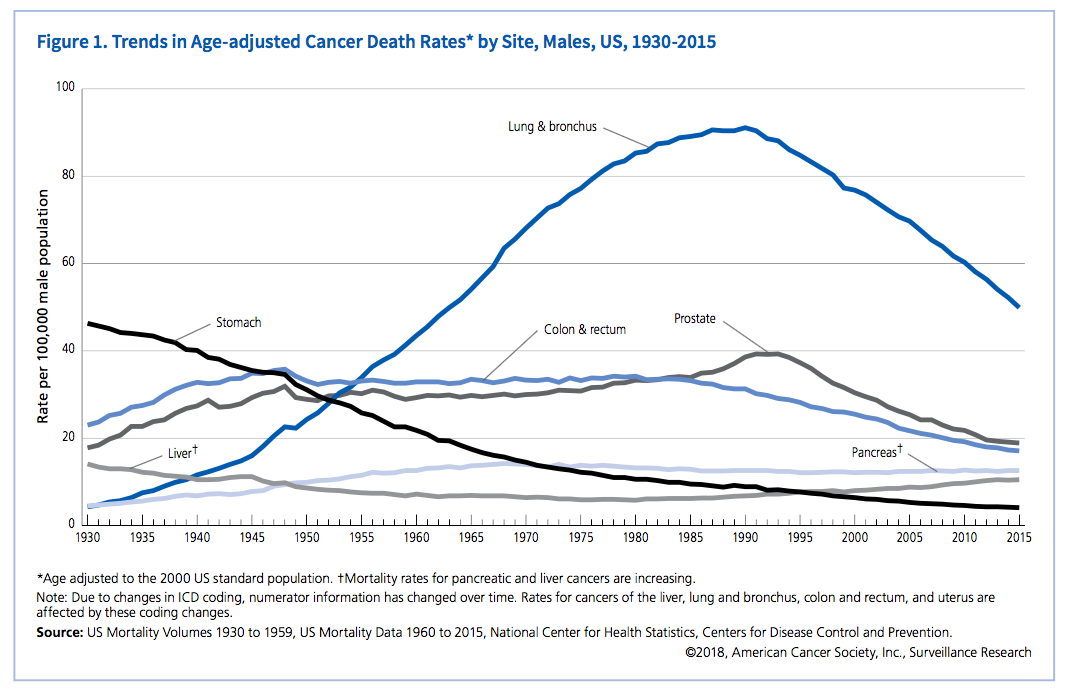 Figure 1. Trends in Age-adjusted Cancer Death Rates* by Site, Males, US, 1930-2015
100
80
60
40
20
0
Rate per 100,000 male population
Lung & bronchus
Stomach
Colon & rectum
Prostate
Liver†
Pancreas†
1930 1935 1940 1945 1950 1955 1960 1965 1970 1975 1980 1985 1990 1995 2000 2005 2010 2015
*Age adjusted to the 2000 US standard population. †Mortality rates for pancreatic and liver cancers are increasing.
Note: Due to changes in ICD coding, numerator information has changed over time. Rates for cancers of the liver, lung and bronchus, colon and rectum, and uterus are
affected by these coding changes.
Source: US Mortality Volumes 1930 to 1959, US Mortality Data 1960 to 2015, National Center for Health Statistics, Centers for Disease Control and Prevention.
©2018, American Cancer Society, Inc., Surveillance Research